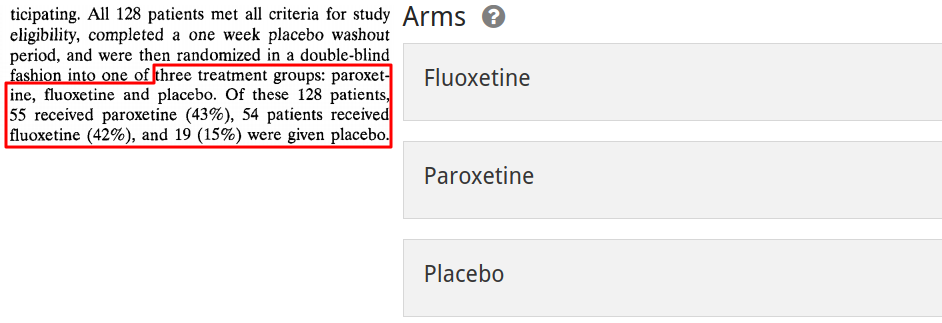 ticipating. All 128 patients met all criteria for study
eligibility, completed a one week placebo washout
period, and were then randomized in a double-blind
fashion into one of three treatment groups: paroxet-
ine, fluoxetine and placebo. Of these 128 patients,
55 received paroxetine (43%), 54 patients received
fluoxetine (42%), and 19 (15%) were given placebo.
Arms ?
Fluoxetine
Paroxetine
Placebo